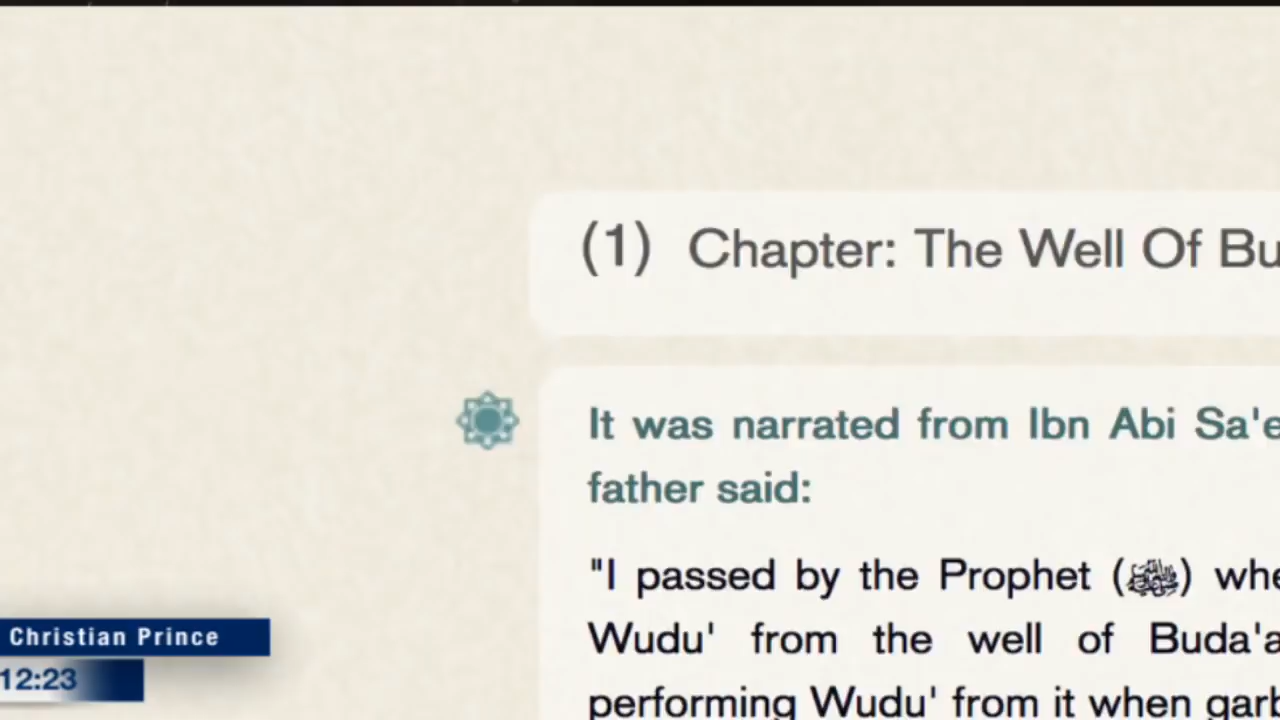 (1) Chapter: The Well Of Bu
It was narrated from Ibn Abi Sa'e
father said:
"I passed by the Prophet (ﷺ) whe
Wudu' from the well of Buda'a
performing Wudu' from it when garb
Christian Prince
12:23